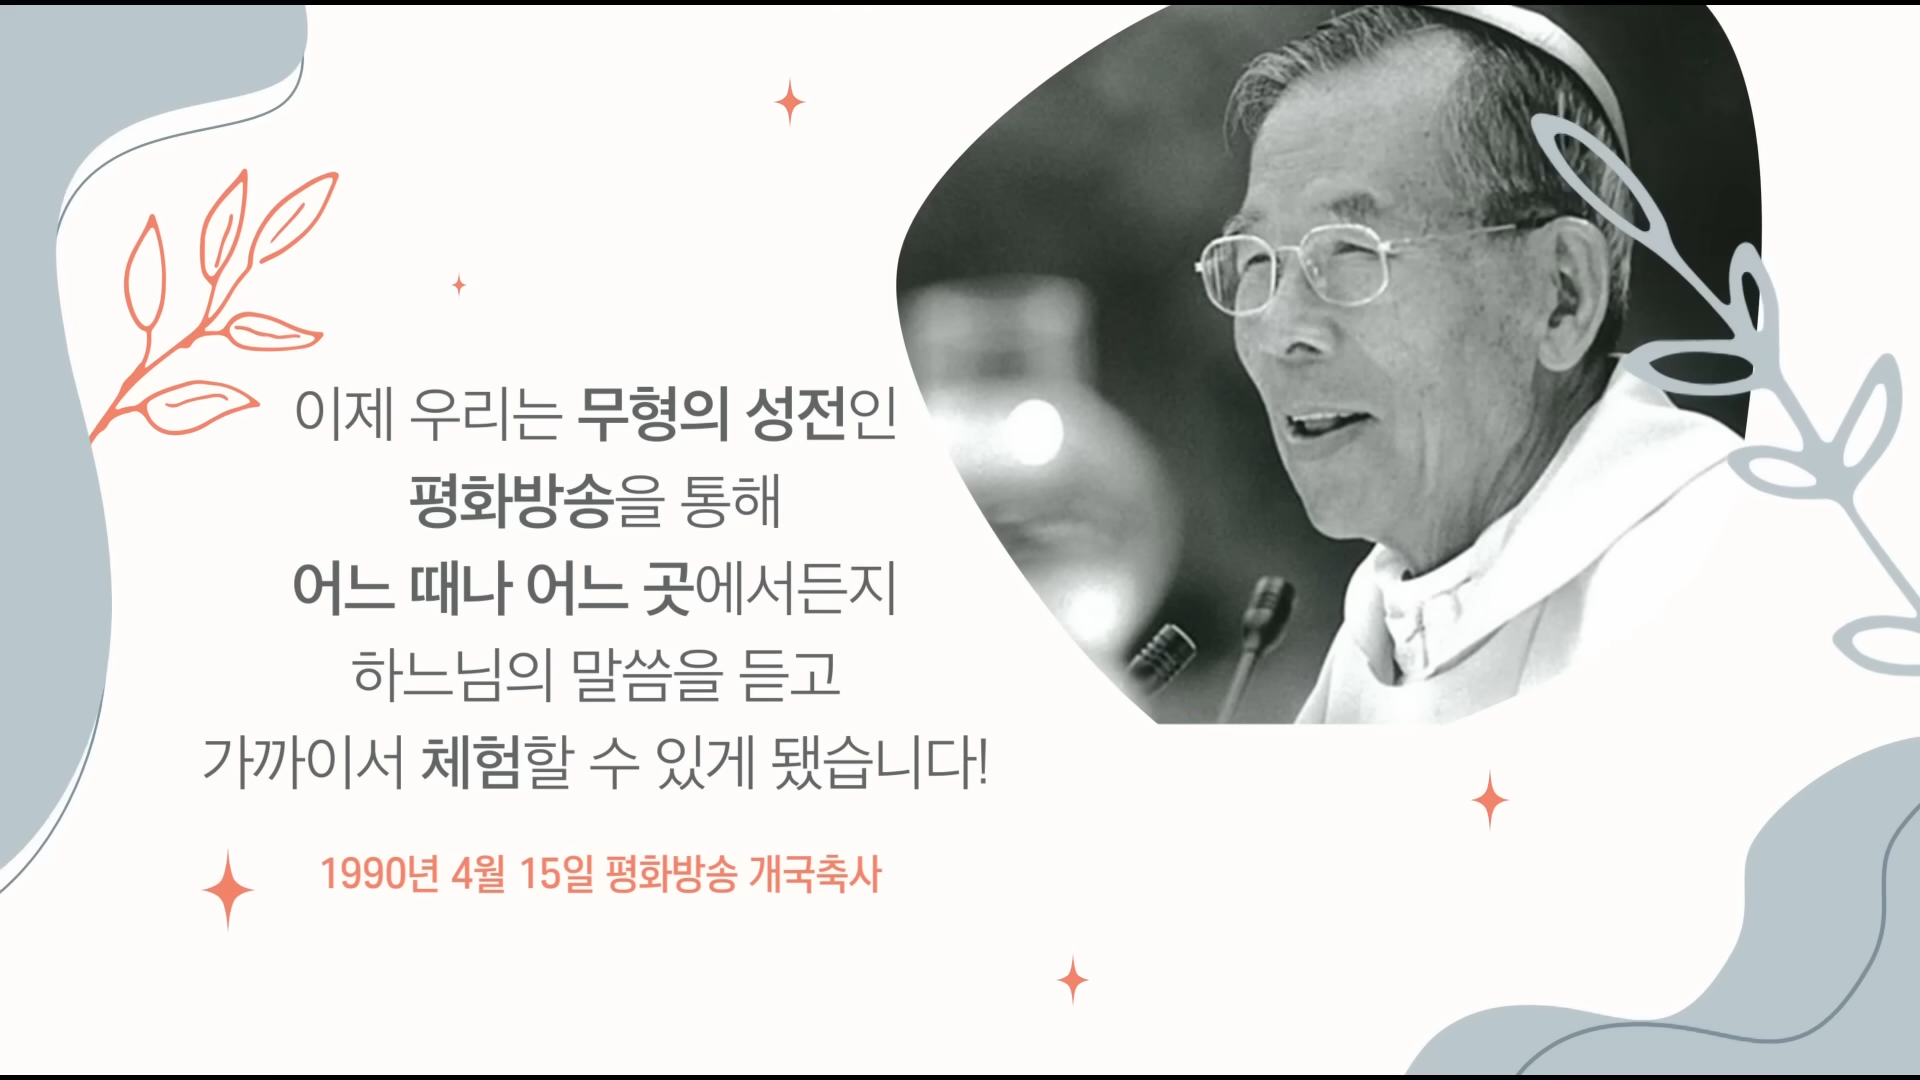 이제 우리는 무형의 성전인
평화방송을 통해
어느 때나 어느 곳에서든지
하느님의 말씀을 듣고
가까이서 체험할 수 있게 됐습니다!
1990년 4월 15일 평화방송 개국축사